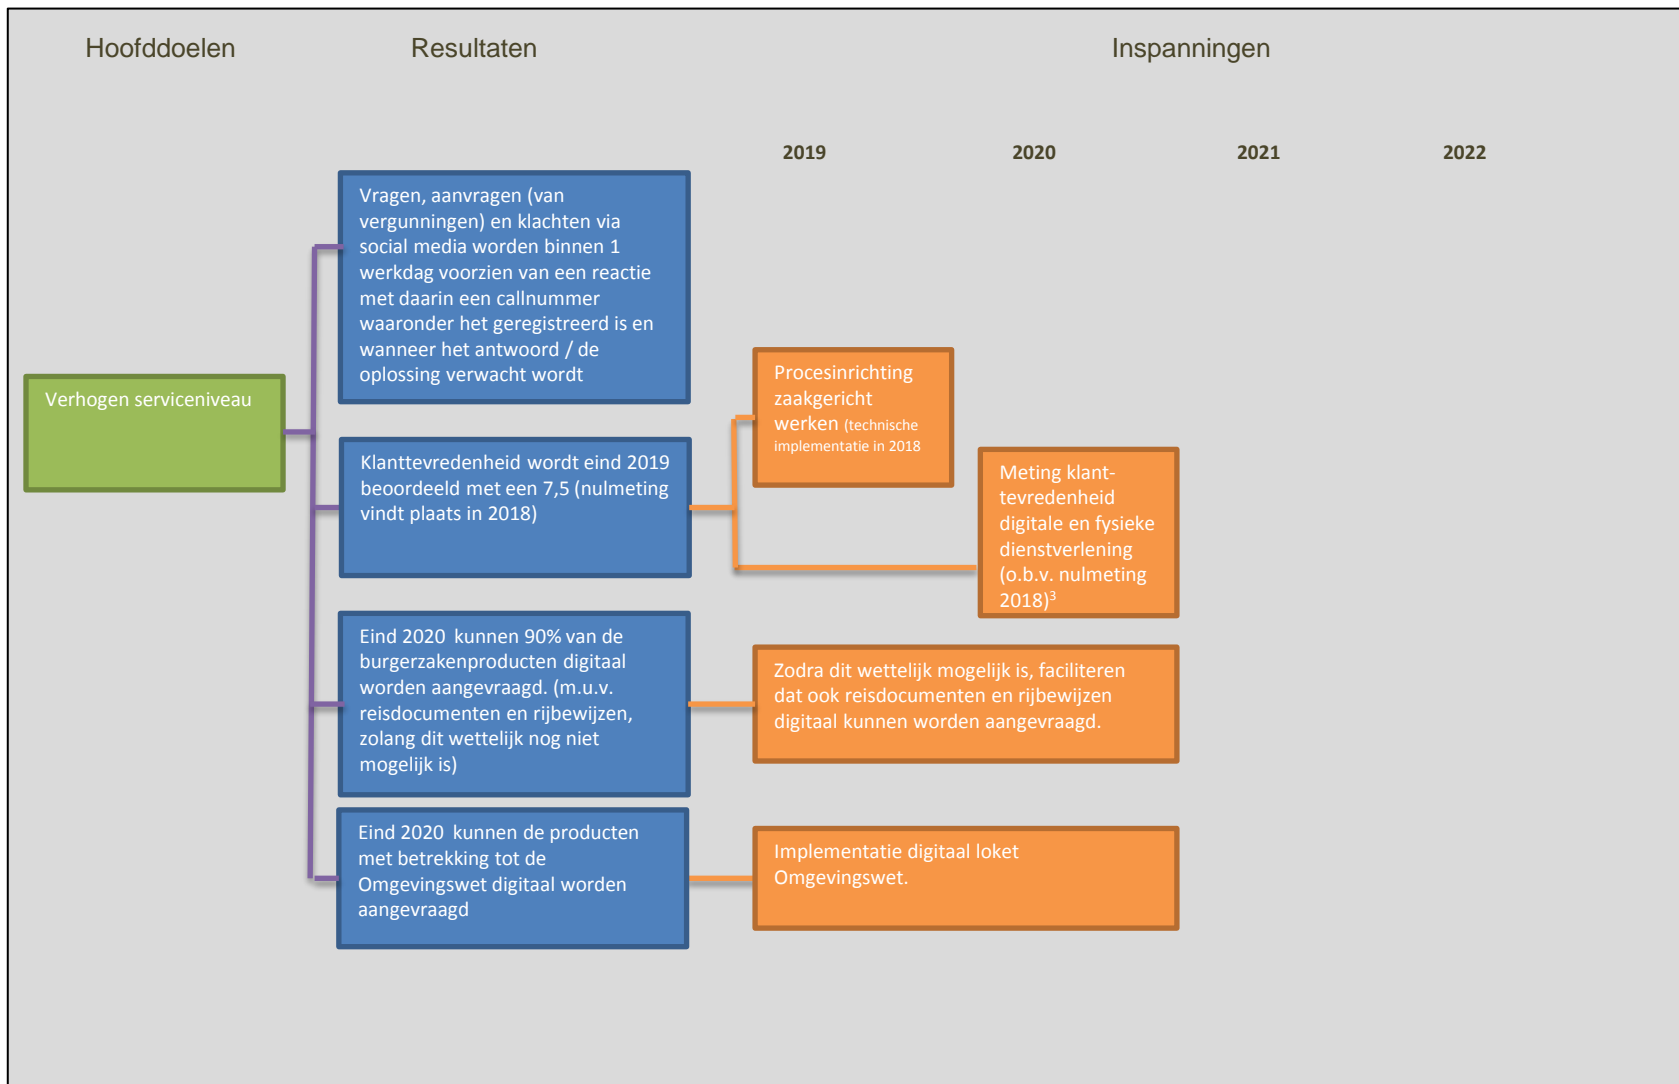 Hoofddoelen
Resultaten
Inspanningen
2019
2020
2021
2022
Verhogen serviceniveau
Vragen, aanvragen (van
vergunningen) en klachten via
social media worden binnen 1
werkdag voorzien van een reactie
met daarin een callnummer
waaronder het geregistreerd is en
wanneer het antwoord / de
oplossing verwacht wordt
Klanttevredenheid wordt eind 2019
beoordeeld met een 7,5 (nulmeting
vindt plaats in 2018)
Procesinrichting
zaakgericht
werken (technische
implementatie in 2018
Meting klant-
tevredenheid
digitale en fysieke
dienstverlening
(o.b.v. nulmeting
2018)³
Eind 2020 kunnen 90% van de
burgerzakenproducten digitaal
worden aangevraagd. (m.u.v.
reisdocumenten en rijbewijzen,
zolang dit wettelijk nog niet
mogelijk is)
Zodra dit wettelijk mogelijk is, faciliteren
dat ook reisdocumenten en rijbewijzen
digitaal kunnen worden aangevraagd.
Eind 2020 kunnen de producten
met betrekking tot de
Omgevingswet digitaal worden
aangevraagd
Implementatie digitaal loket
Omgevingswet.